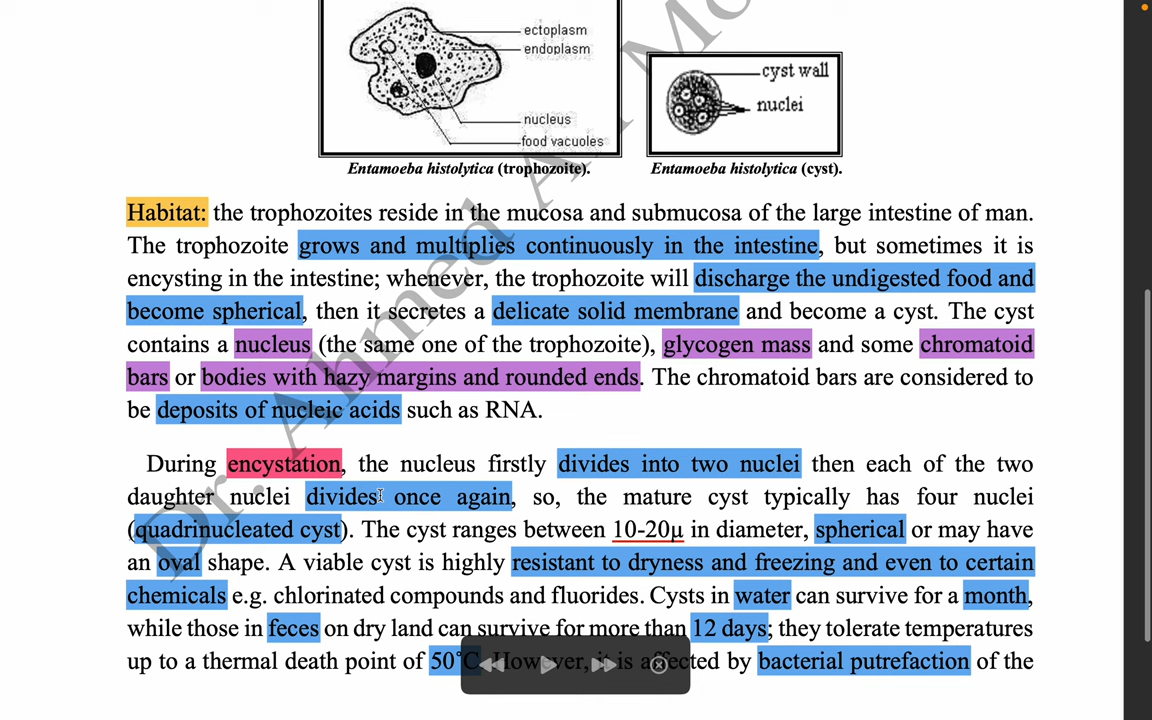 ectoplasm
endoplasm
nucleus
food vacuoles
cyst wall
nuclei
Entamoeba histolytica (trophozoite).
Entamoeba histolytica (cyst).
Habitat: the trophozoites reside in the mucosa and submucosa of the large intestine of man.
The trophozoite grows and multiplies continuously in the intestine, but sometimes it is
encysting in the intestine; whenever, the trophozoite will discharge the undigested food and
become spherical, then it secretes a delicate solid membrane and become a cyst. The cyst
contains a nucleus (the same one of the trophozoite), glycogen mass and some chromatoid
bars or bodies with hazy margins and rounded ends. The chromatoid bars are considered to
be deposits of nucleic acids such as RNA.
During encystation, the nucleus firstly divides into two nuclei then each of the two
daughter nuclei divides once again, so, the mature cyst typically has four nuclei
(quadrinucleated cyst). The cyst ranges between 10-20µ in diameter, spherical or may have
an oval shape. A viable cyst is highly resistant to dryness and freezing and even to certain
chemicals e.g. chlorinated compounds and fluorides. Cysts in water can survive for a month,
while those in feces on dry land can survive for more than 12 days; they tolerate temperatures
up to a thermal death point of 50˚C. However, it is affected by bacterial putrefaction of the
Dr. Ahmed